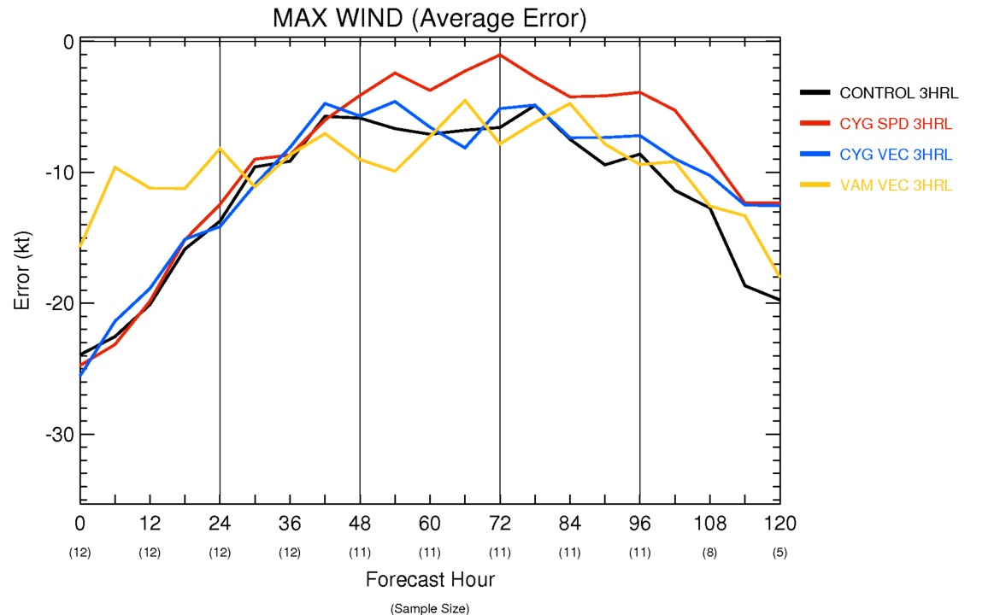 MAX WIND (Average Error)
0
-10
-20
-30
Error (kt)
0 12 24 36 48 60 72 84 96 108 120
(12) (12) (12) (12) (11) (11) (11) (11) (11) (8) (5)
Forecast Hour
(Sample Size)
CONTROL 3HRL
CYG SPD 3HRL
CYG VEC 3HRL
VAM VEC 3HRL